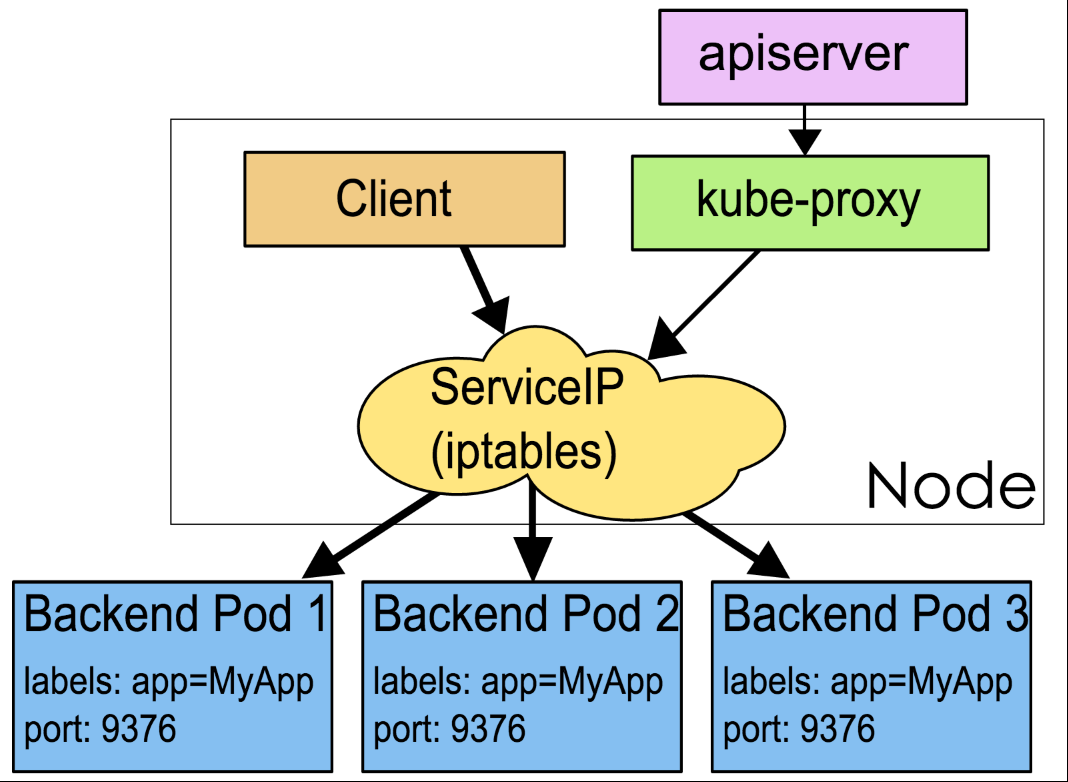 apiserver
Client
kube-proxy
ServiceIP
(iptables)
Node
Backend Pod 1
labels: app=MyApp
port: 9376
Backend Pod 2
labels: app=MyApp
port: 9376
Backend Pod 3
labels: app=MyApp
port: 9376